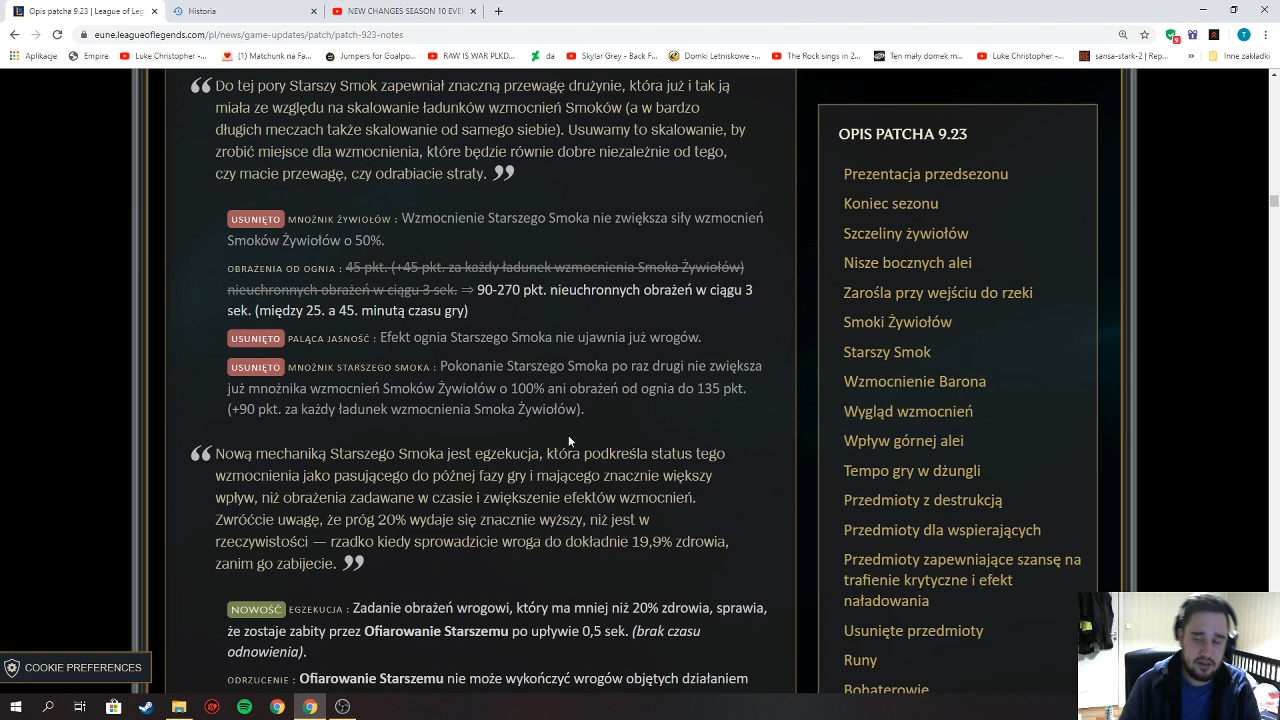 Opis patcha 9.23 | League of Leg
Historia
NEW CHANGES SEASON 10 EVE
eune.leagueoflegends.com/pl/news/game-updates/patch/patch-923-notes
Aplikacje
Ebook
Luke Christopher -...
(1) Matchunk na Fa...
Jumpers for Goalpo...
RAW IS WAR PLKD...
da
Skylar Grey - Back F...
Domki Letniskowe -...
The Rock sings in 2...
Ten mały domek m...
Luke Christopher -...
sansa-stark-2 | Rep...
»
Inne zakładki
“ Do tej pory Starszy Smok zapewniał znaczną przewagę drużynie, która już i tak ją
miała ze względu na skalowanie ładunków wzmocnień Smoków (a w bardzo
długich meczach także skalowanie od samego siebie). Usuwamy to skalowanie, by
zrobić miejsce dla wzmocnienia, które będzie równie dobre niezależnie od tego,
czy macie przewagę, czy odrabiacie straty. ”
USUNIĘTO MNOŻNIK ŻYWIOŁÓW : Wzmocnienie Starszego Smoka nie zwiększa siły wzmocnień
Smoków Żywiołów o 50%.
OBRAŻENIA OD OGNIA : 45 pkt. (+45 pkt. za każdy ładunek wzmocnienia Smoka Żywiołów)
nieuchronnych obrażeń w ciągu 3 sek. ⇒ 90-270 pkt. nieuchronnych obrażeń w ciągu 3
sek. (między 25. a 45. minutą czasu gry)
USUNIĘTO PALĄCA JASNOŚĆ : Efekt ognia Starszego Smoka nie ujawnia już wrogów.
USUNIĘTO MNOŻNIK STARSZEGO SMOKA : Pokonanie Starszego Smoka po raz drugi nie zwiększa
już mnożnika wzmocnień Smoków Żywiołów o 100% ani obrażeń od ognia do 135 pkt.
(+90 pkt. za każdy ładunek wzmocnienia Smoka Żywiołów).
“ Nową mechaniką Starszego Smoka jest egzekucja, która podkreśla status tego
wzmocnienia jako pasującego do późnej fazy gry i mającego znacznie większy
wpływ, niż obrażenia zadawane w czasie i zwiększenie efektów wzmocnień.
Zwróćcie uwagę, że próg 20% wydaje się znacznie wyższy, niż jest w
rzeczywistości — rzadko kiedy sprowadzicie wroga do dokładnie 19,9% zdrowia,
zanim go zabijecie. ”
NOWOŚĆ EGZEKUCJA : Zadanie obrażeń wrogowi, który ma mniej niż 20% zdrowia, sprawia,
że zostaje zabity przez Ofiarowanie Starszemu po upływie 0,5 sek. (brak czasu
odnowienia).
ODRZUCENIE : Ofiarowanie Starszemu nie może wykończyć wrogów objętych działaniem
OPIS PATCHA 9.23
Prezentacja przedsezonu
Koniec sezonu
Szczeliny żywiołów
Nisze bocznych alei
Zarośla przy wejściu do rzeki
Smoki Żywiołów
Starszy Smok
Wzmocnienie Barona
Wygląd wzmocnień
Wpływ górnej alei
Tempo gry w dżungli
Przedmioty z destrukcją
Przedmioty dla wspierających
Przedmioty zapewniające szansę na
trafienie krytyczne i efekt
naładowania
Usunięte przedmioty
Runy
Bohaterowie
COOKIE PREFERENCES